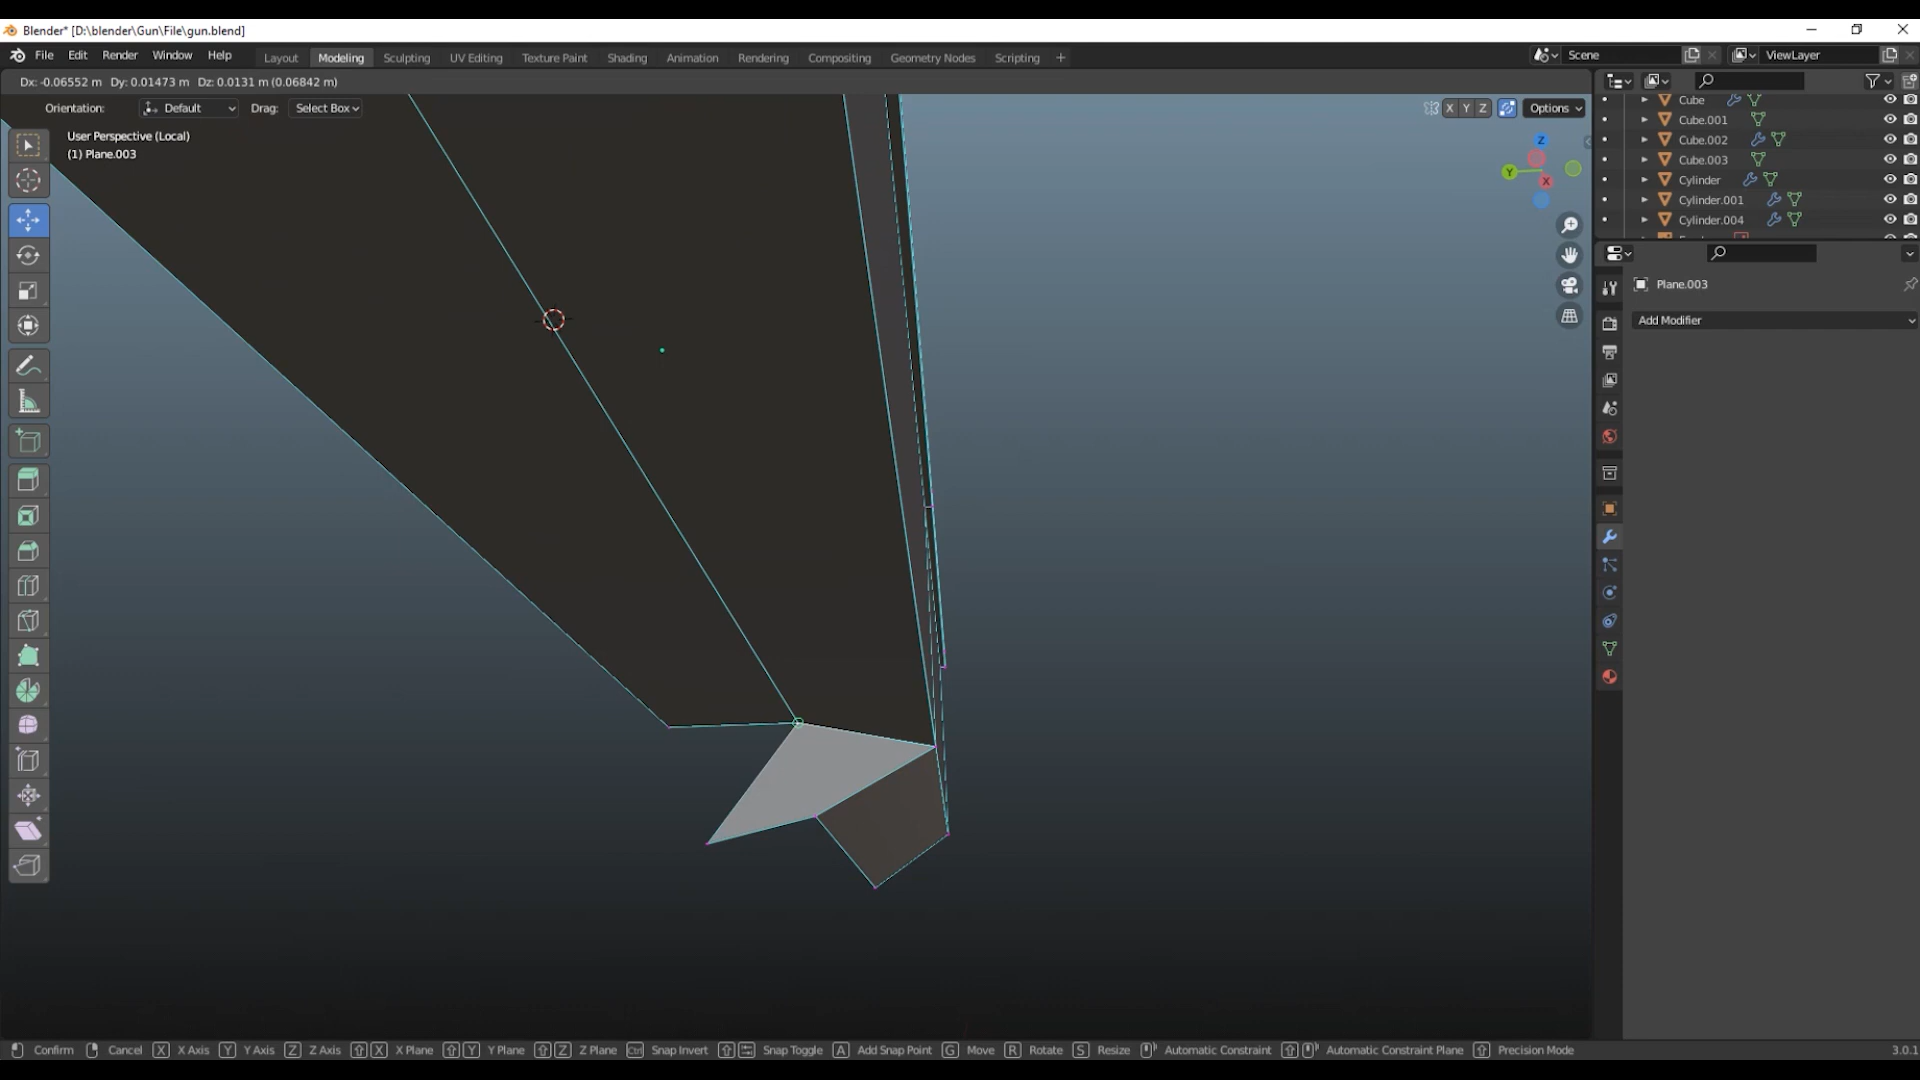 Blender* [D:\blender\Gun\File\gun.blend]
File Edit Render Window Help Layout Modeling Sculpting UV Editing Texture Paint Shading Animation Rendering Compositing Geometry Nodes Scripting + Scene ViewLayer
Dx: -0.06552 m Dy: 0.01473 m Dz: 0.0131 m (0.06842 m)
Orientation: Default Drag: Select Box X Y Z Options
User Perspective (Local)
(1) Plane.003
Z
Y
X
Cube
Cube.001
Cube.002
Cube.003
Cylinder
Cylinder.001
Cylinder.004
Plane.003
Add Modifier
Confirm Cancel X X Axis Y Y Axis Z Z Axis X X Plane Y Y Plane Z Z Plane Ctrl Snap Invert Snap Toggle A Add Snap Point G Move R Rotate S Resize Automatic Constraint Automatic Constraint Plane Precision Mode 3.0.1